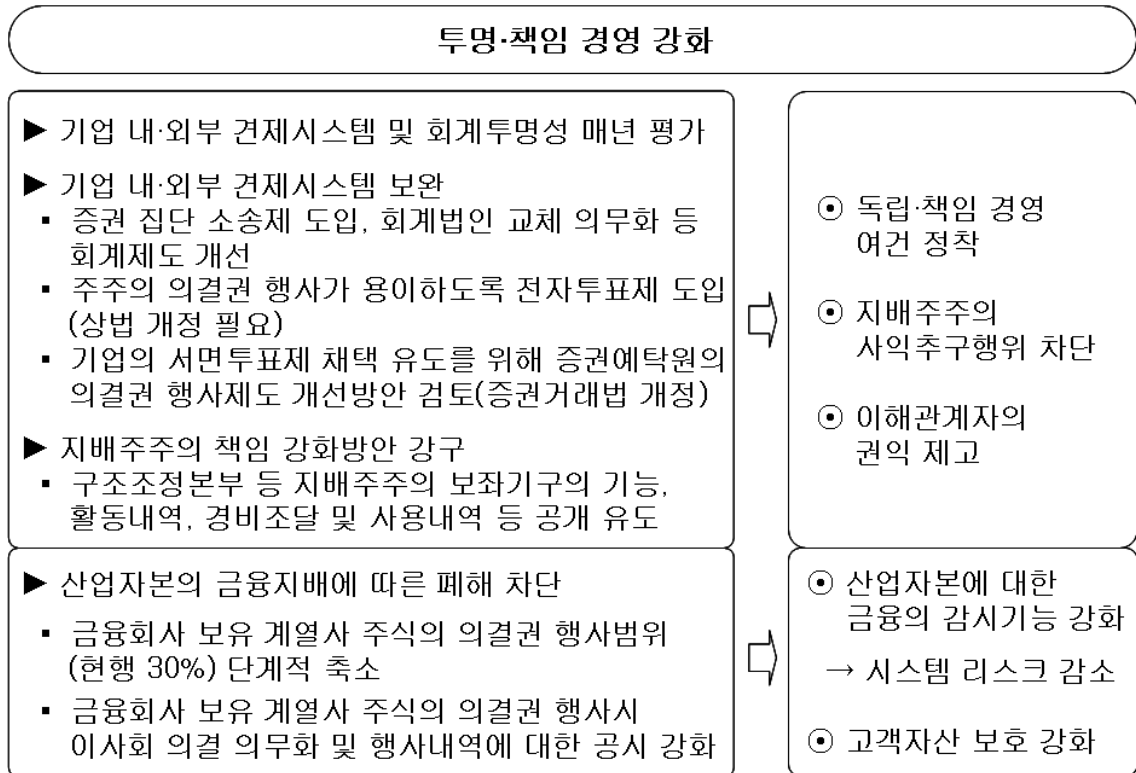 투명·책임 경영 강화
▶ 기업 내·외부 견제시스템 및 회계투명성 매년 평가
▶ 기업 내·외부 견제시스템 보완
▪ 증권 집단 소송제 도입, 회계법인 교체 의무화 등
회계제도 개선
▪ 주주의 의결권 행사가 용이하도록 전자투표제 도입
(상법 개정 필요)
▪ 기업의 서면투표제 채택 유도를 위해 증권예탁원의
의결권 행사제도 개선방안 검토(증권거래법 개정)
▶ 지배주주의 책임 강화방안 강구
▪ 구조조정본부 등 지배주주의 보좌기구의 기능,
활동내역, 경비조달 및 사용내역 등 공개 유도
⊙ 독립·책임 경영
여건 정착
⊙ 지배주주의
사익추구행위 차단
⊙ 이해관계자의
권익 제고
▶ 산업자본의 금융지배에 따른 폐해 차단
▪ 금융회사 보유 계열사 주식의 의결권 행사범위
(현행 30%) 단계적 축소
▪ 금융회사 보유 계열사 주식의 의결권 행사시
이사회 의결 의무화 및 행사내역에 대한 공시 강화
⊙ 산업자본에 대한
금융의 감시기능 강화
→ 시스템 리스크 감소
⊙ 고객자산 보호 강화